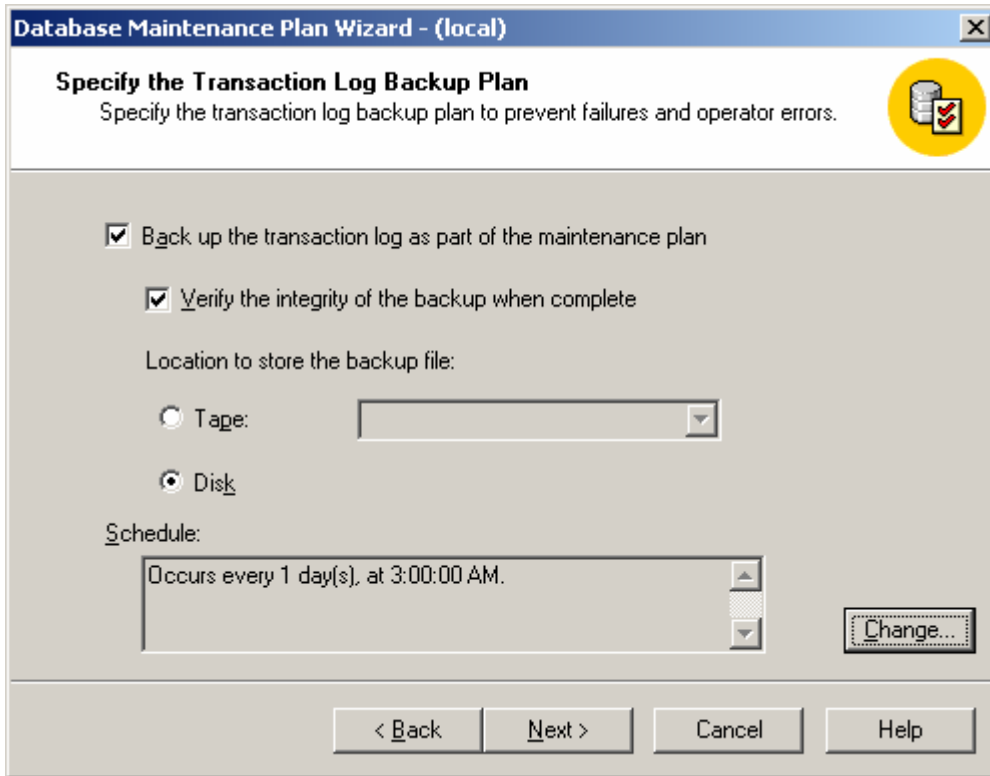 Database Maintenance Plan Wizard - (local)
Specify the Transaction Log Backup Plan
Specify the transaction log backup plan to prevent failures and operator errors.
Back up the transaction log as part of the maintenance plan
Verify the integrity of the backup when complete
Location to store the backup file:
Tape:
Disk
Schedule:
Occurs every 1 day(s), at 3:00:00 AM.
Change...
< Back Next > Cancel Help